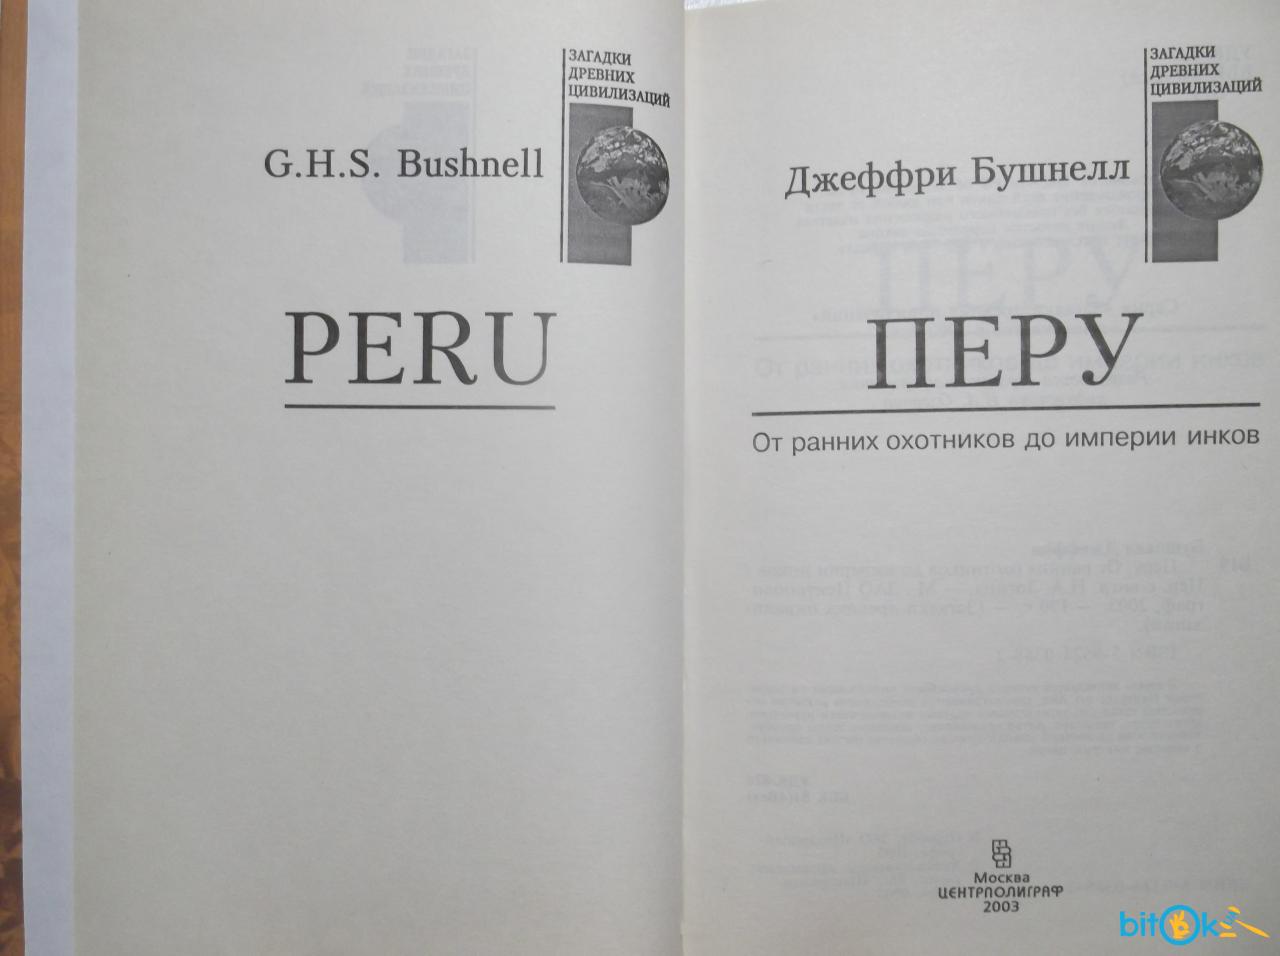 ЗАГАДКИ
ДРЕВНИХ
ЦИВИЛИЗАЦИЙ
G.H.S. Bushnell
PERU
ЗАГАДКИ
ДРЕВНИХ
ЦИВИЛИЗАЦИЙ
Джеффри Бушнелл
ПЕРУ
От ранних охотников до империи инков
Москва
ЦЕНТРПОЛИГРАФ
2003
bitOk